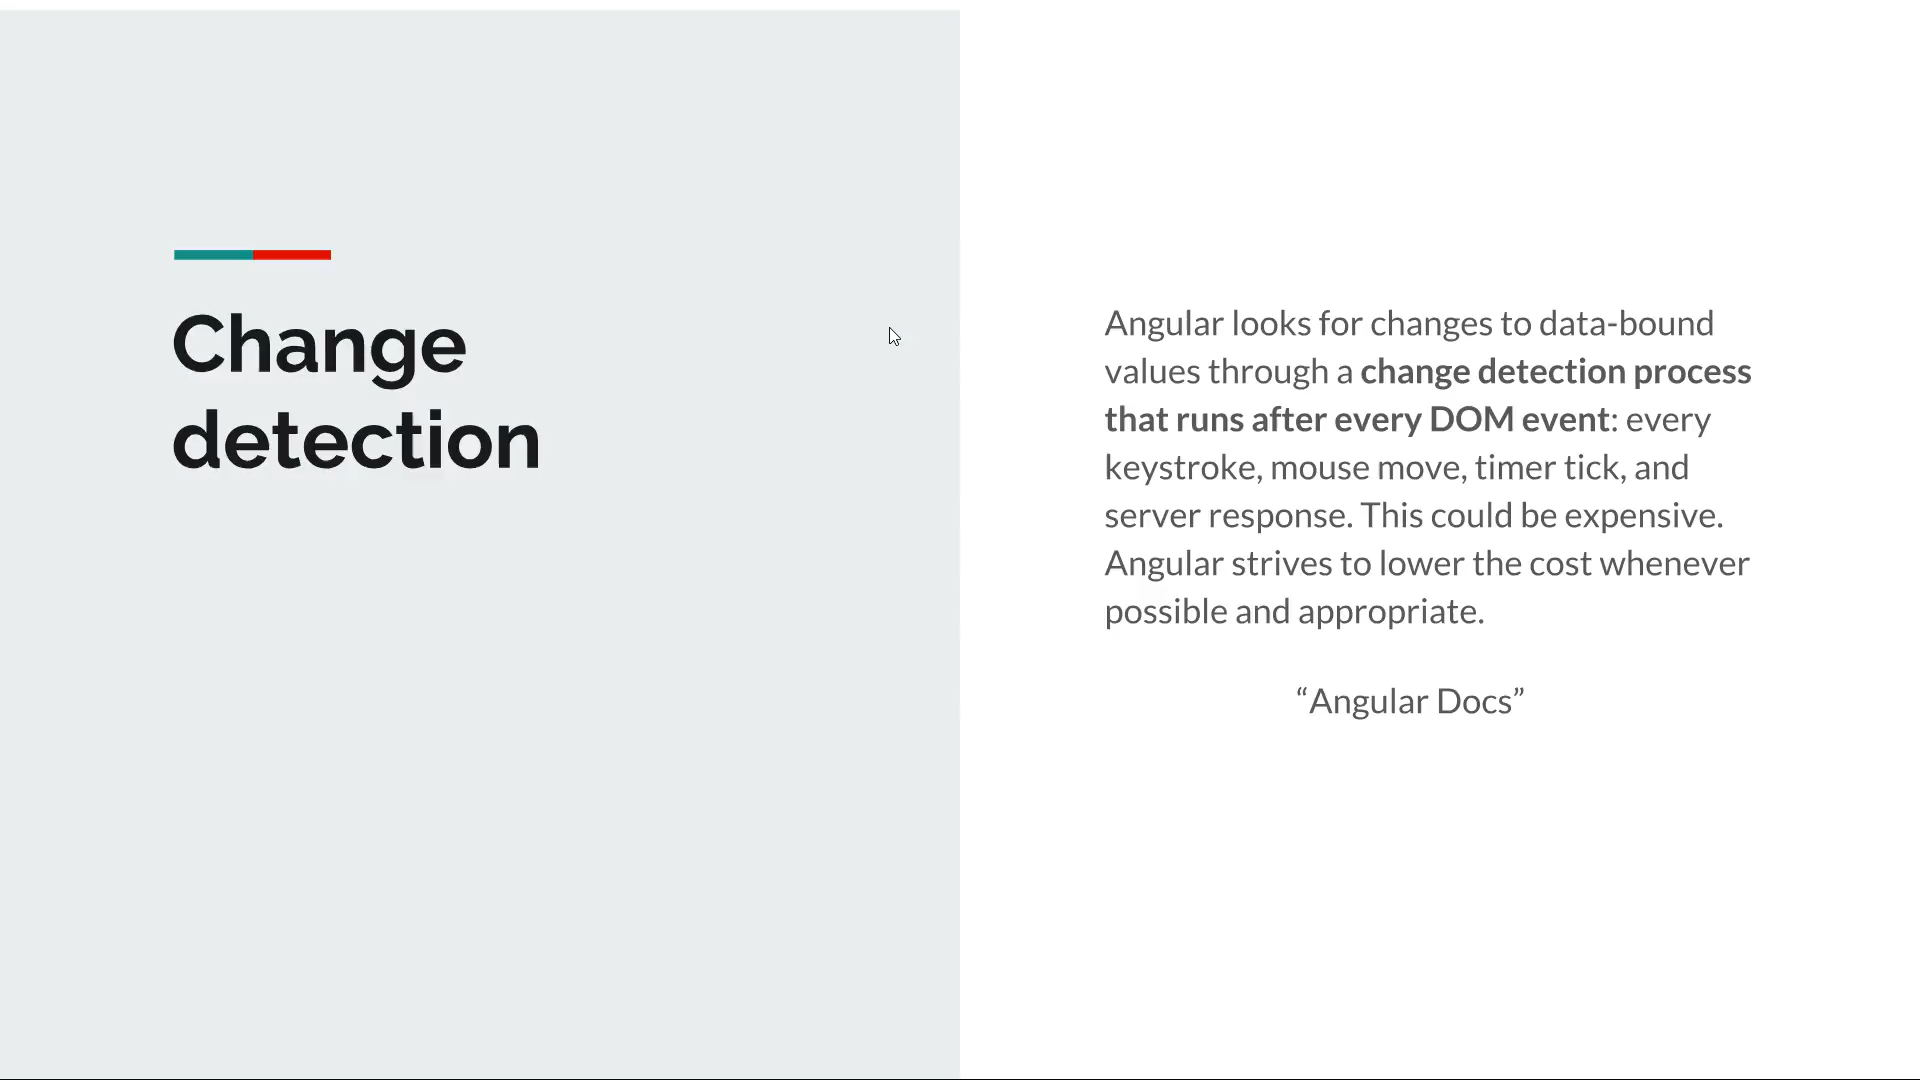 Change
detection
Angular looks for changes to data-bound
values through a change detection process
that runs after every DOM event: every
keystroke, mouse move, timer tick, and
server response. This could be expensive.
Angular strives to lower the cost whenever
possible and appropriate.
“Angular Docs”